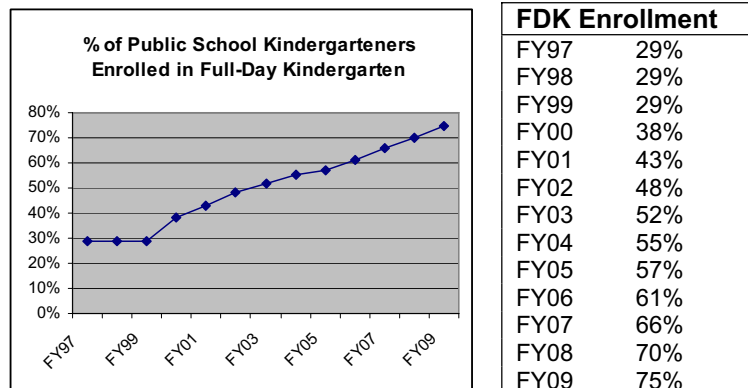 % of Public School Kindergarteners
Enrolled in Full-Day Kindergarten
80%
70%
60%
50%
40%
30%
20%
10%
0%
FY97
FY99
FY01
FY03
FY05
FY07
FY09
FDK Enrollment
FY97 29%
FY98 29%
FY99 29%
FY00 38%
FY01 43%
FY02 48%
FY03 52%
FY04 55%
FY05 57%
FY06 61%
FY07 66%
FY08 70%
FY09 75%